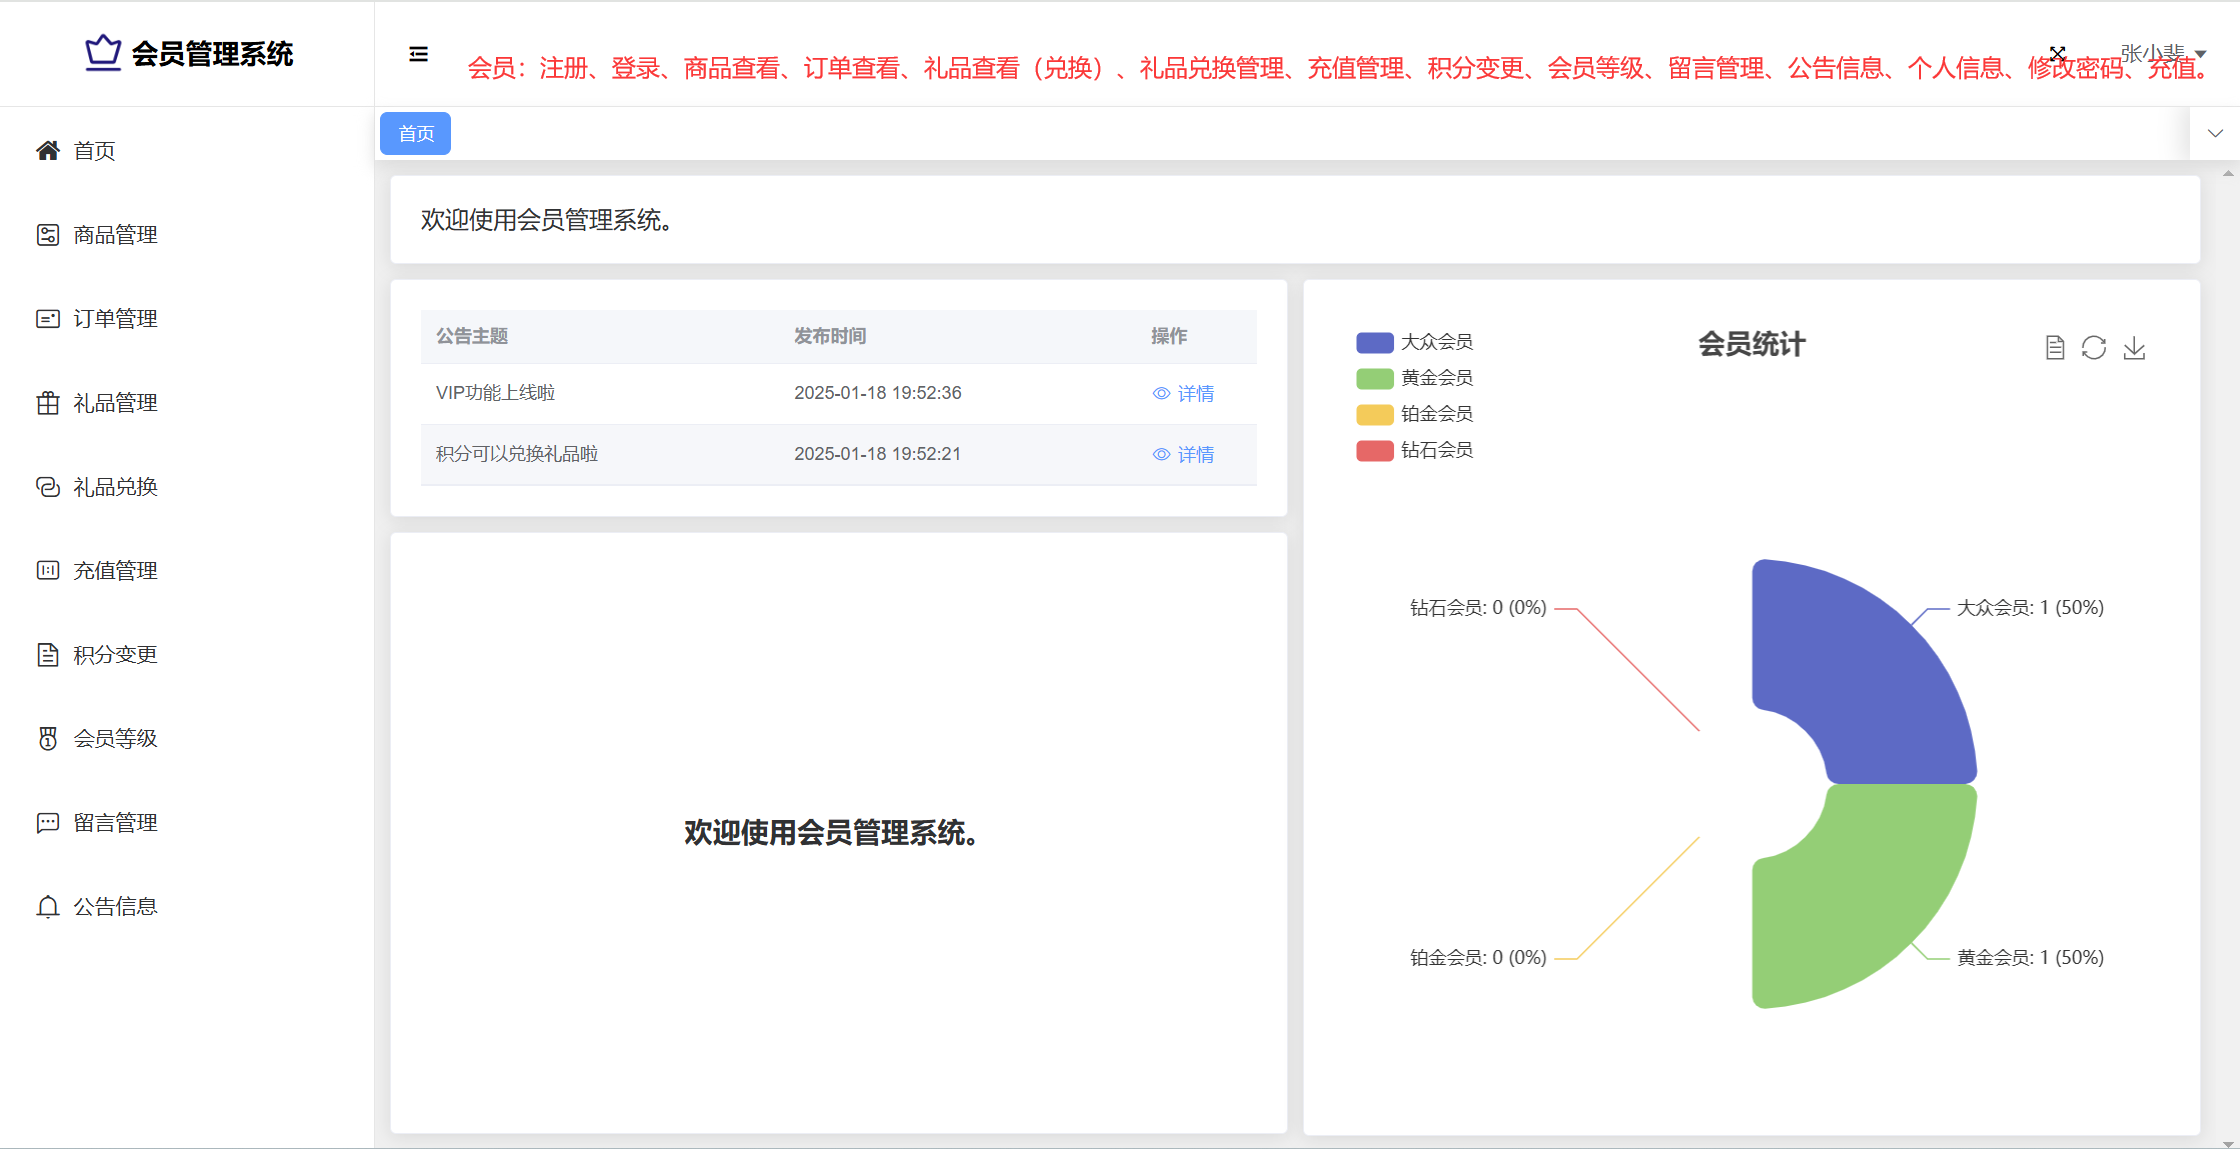 会员管理系统
会员：注册、登录、商品查看、订单查看、礼品查看（兑换）、礼品兑换管理、充值管理、积分变更、会员等级、留言管理、公告信息、个人信息、修改密码、充值。
张小斐
首页
商品管理
订单管理
礼品管理
礼品兑换
充值管理
积分变更
会员等级
留言管理
公告信息
首页
欢迎使用会员管理系统。
公告主题 发布时间 操作
VIP功能上线啦 2025-01-18 19:52:36 详情
积分可以兑换礼品啦 2025-01-18 19:52:21 详情
欢迎使用会员管理系统。
会员统计
大众会员
黄金会员
铂金会员
钻石会员
钻石会员: 0 (0%)
大众会员: 1 (50%)
铂金会员: 0 (0%)
黄金会员: 1 (50%)